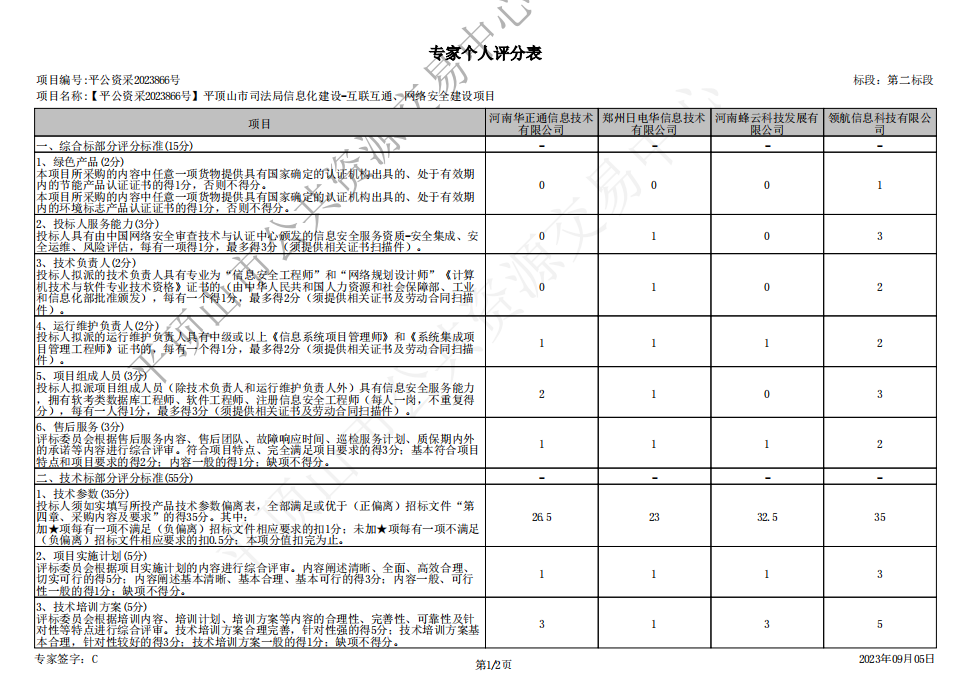 专家个人评分表
项目编号:平公资采2023866号 标段：第二标段
项目名称:【平公资采2023866号】平顶山市司法局信息化建设-互联互通、网络安全建设项目
项目 河南华正通信息技术有限公司 郑州日电华信息技术有限公司 河南蜂云科技发展有限公司 领航信息科技有限公司
一、综合标部分评分标准(15分) - - - -
1、绿色产品(2分)
本项目所采购的内容中任意一项货物提供具有国家确定的认证机构出具的、处于有效期
内的节能产品认证证书的得1分，否则不得分。
本项目所采购的内容中任意一项货物提供具有国家确定的认证机构出具的、处于有效期
内的环境标志产品认证证书的得1分，否则不得分。
0 0 0 1
2、投标人服务能力(3分)
投标人具有由中国网络安全审查技术与认证中心颁发的信息安全服务资质-安全集成、安
全运维、风险评估，每有一项得1分，最多得3分（须提供相关证书扫描件）。
0 1 0 3
3、技术负责人(2分)
投标人拟派的技术负责人具有专业为“信息安全工程师”和“网络规划设计师”《计算
机技术与软件专业技术资格》证书的（由中华人民共和国人力资源和社会保障部、工业
和信息化部批准颁发），每有一个得1分，最多得2分（须提供相关证书及劳动合同扫描
件）。
0 1 0 2
4、运行维护负责人(2分)
投标人拟派的运行维护负责人具有中级或以上《信息系统项目管理师》和《系统集成项
目管理工程师》证书的，每有一个得1分，最多得2分（须提供相关证书及劳动合同扫描
件）。
1 1 1 2
5、项目组成人员(3分)
投标人拟派项目组成人员（除技术负责人和运行维护负责人外）具有信息安全服务能力
，拥有软考类数据库工程师、软件工程师、注册信息安全工程师（每人一岗，不重复得
分），每有一人得1分，最多得3分（须提供相关证书及劳动合同扫描件）。
2 1 0 3
6、售后服务(3分)
评标委员会根据售后服务内容、售后团队、故障响应时间、巡检服务计划、质保期内外
的承诺等内容进行综合评审。符合项目特点、完全满足项目要求的得3分；基本符合项目
特点和项目要求的得2分；内容一般的得1分；缺项不得分。
1 1 1 2
二、技术标部分评分标准(55分) - - - -
1、技术参数(35分)
投标人须如实填写所投产品技术参数偏离表，全部满足或优于（正偏离）招标文件“第
四章、采购内容及要求”的得35分。其中：
加★项每有一项不满足（负偏离）招标文件相应要求的扣1分；未加★项每有一项不满足
（负偏离）招标文件相应要求的扣0.5分；本项分值扣完为止。
26.5 23 32.5 35
2、项目实施计划(5分)
评标委员会根据项目实施计划的内容进行综合评审。内容阐述清晰、全面、高效合理、
切实可行的得5分；内容阐述基本清晰、基本合理、基本可行的得3分；内容一般、可行
性一般的得1分；缺项不得分。
1 1 1 3
3、技术培训方案(5分)
评标委员会根据培训内容、培训计划、培训方案等内容的合理性、完善性、可靠性及针
对性等特点进行综合评审。技术培训方案合理完善，针对性强的得5分；技术培训方案基
本合理，针对性较好的得3分；技术培训方案一般的得1分；缺项不得分。
3 1 3 5
专家签字：C 2023年09月05日
第1/2页
平顶山市公共资源交易中心
平顶山市公共资源交易中心